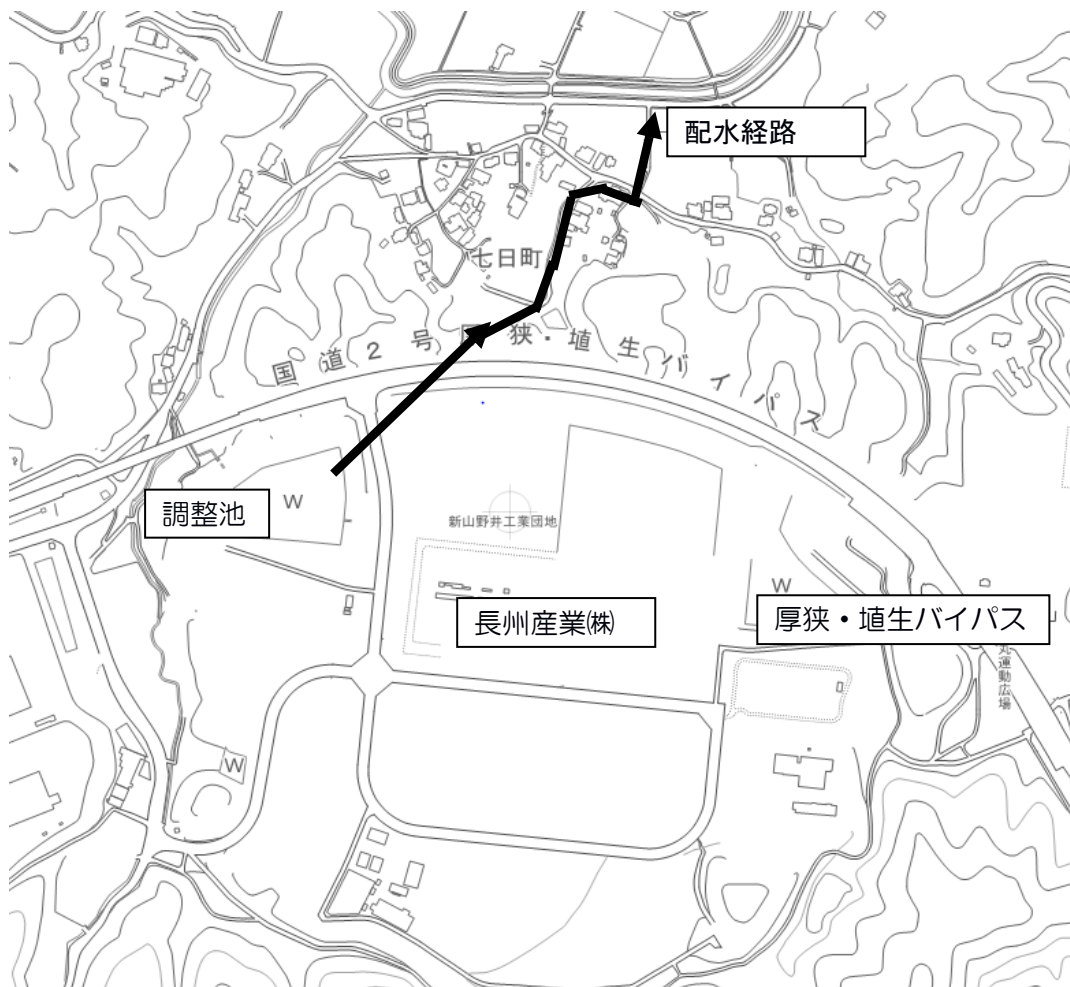 配水経路
七日町
国道2号厚狭・埴生バイパス
調整池
W
新山野井工業団地
長州産業㈱
W
厚狭・埴生バイパス
丸運動広場
W